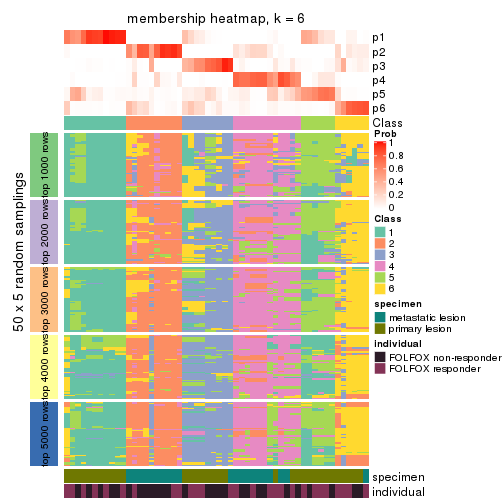 membership heatmap, k = 6
p1
p2
p3
p4
p5
p6
Class
Prob
1
0.8
0.6
0.4
0.2
0
Class
1
2
3
4
5
6
specimen
metastatic lesion
primary lesion
individual
FOLFOX non-responder
FOLFOX responder
50 x 5 random samplings
top 1000 rows
top 2000 rows
top 3000 rows
top 4000 rows
top 5000 rows
specimen
individual